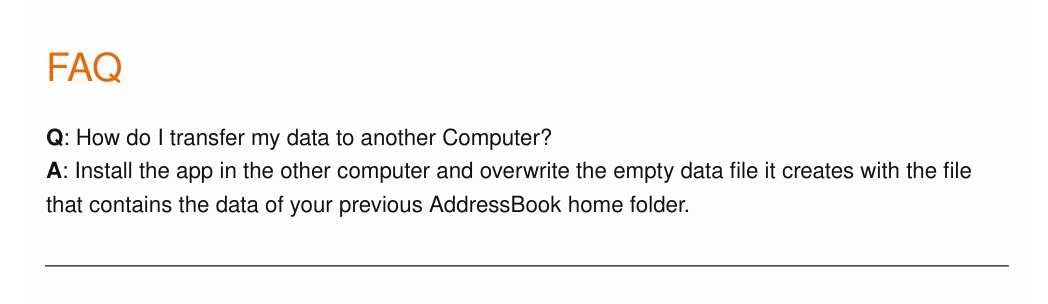 FAQ
Q: How do I transfer my data to another Computer?
A: Install the app in the other computer and overwrite the empty data file it creates with the file
that contains the data of your previous AddressBook home folder.